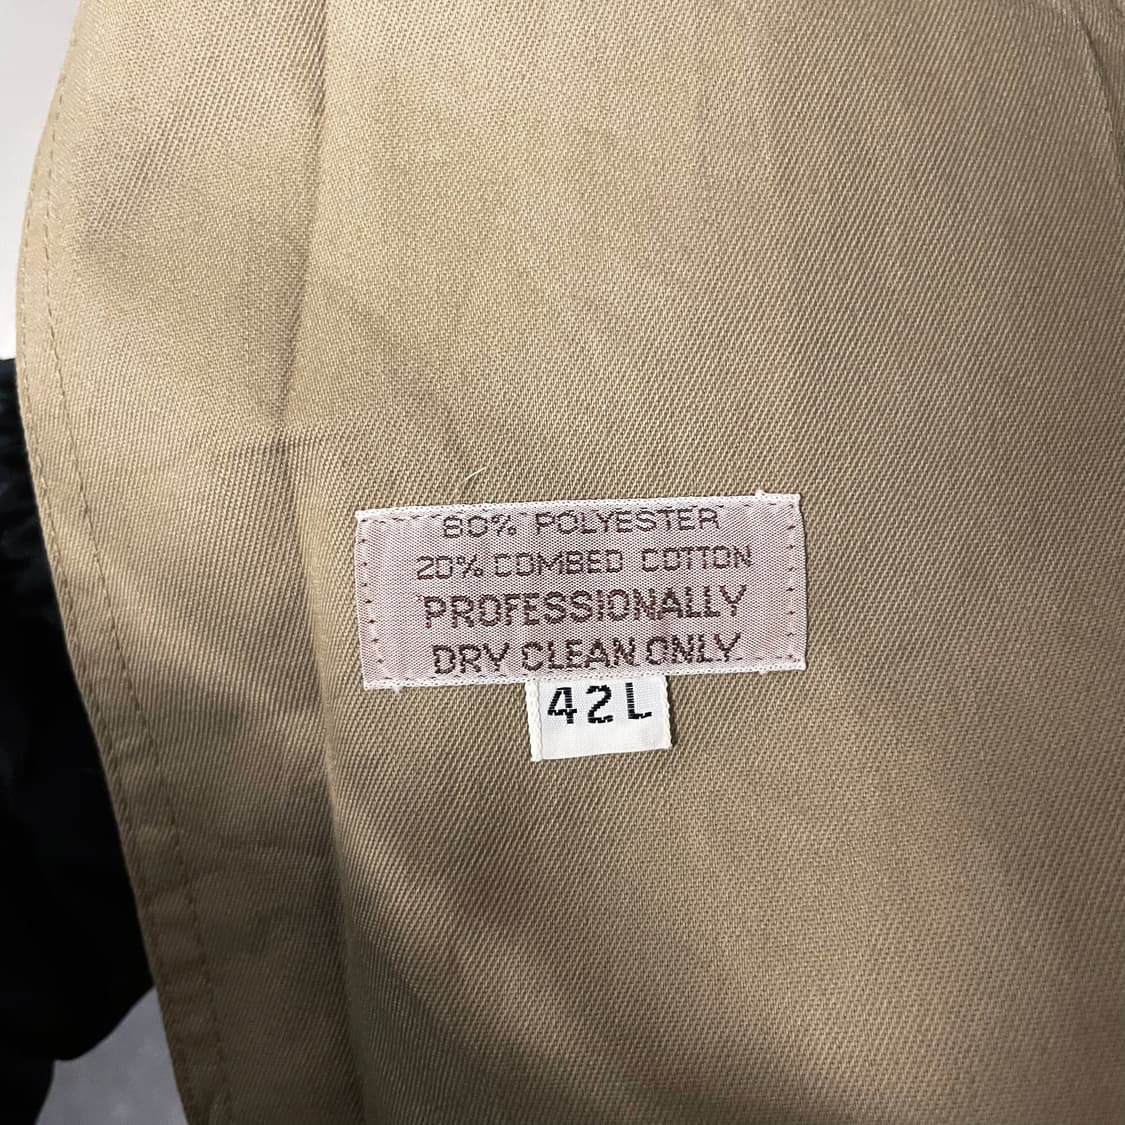 80% POLYESTER
20% COMBED COTTON
PROFESSIONALLY
DRY CLEAN ONLY
42L